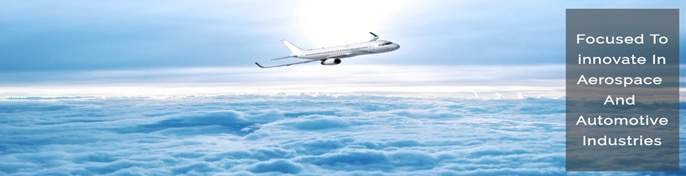 Focused To
innovate In
Aerospace
And
Automotive
Industries